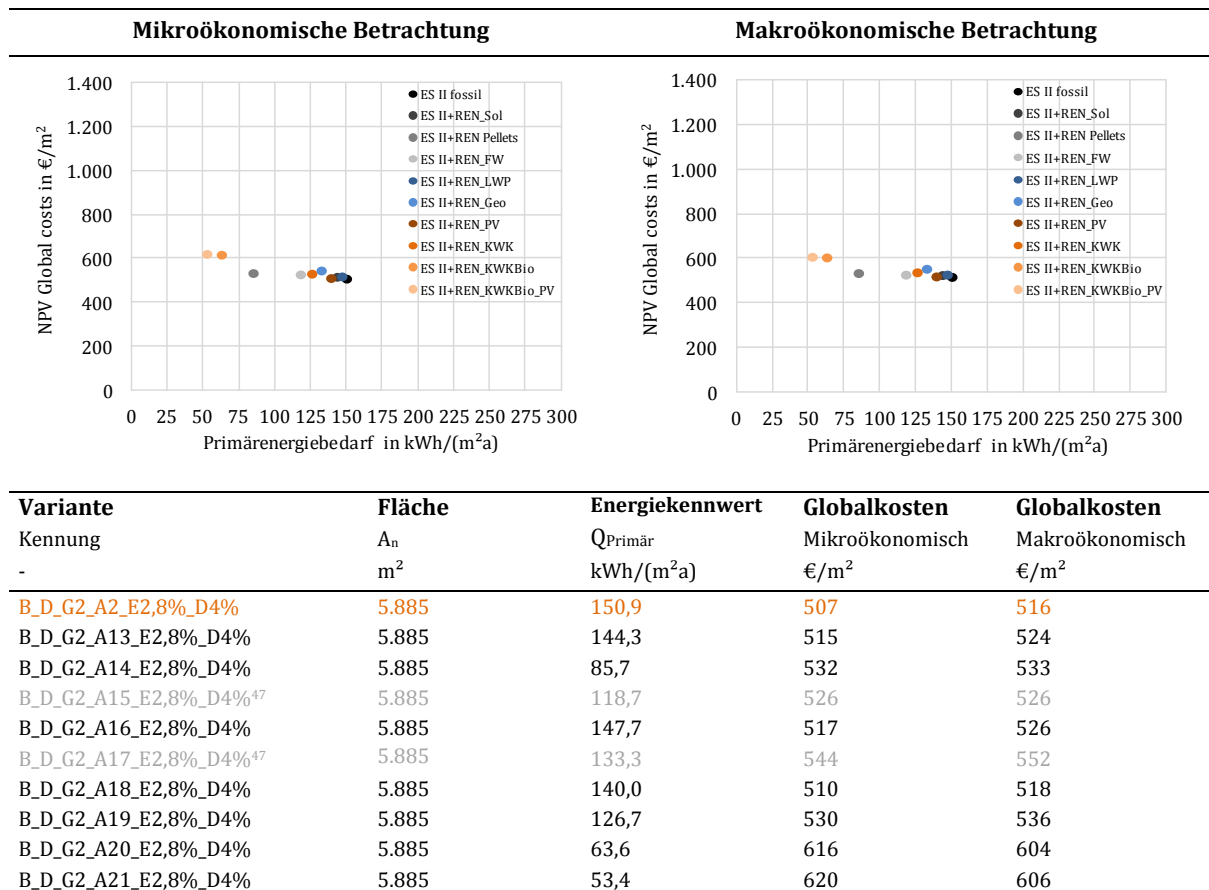 Mikroökonomische Betrachtung
Makroökonomische Betrachtung
NPV Global costs in €/m²
1.400
1.200
1.000
800
600
400
200
0
0 25 50 75 100 125 150 175 200 225 250 275 300
Primärenergiebedarf in kWh/(m²a)
ES II fossil
ES II+REN_Sol
ES II+REN Pellets
ES II+REN_FW
ES II+REN_LWP
ES II+REN_Geo
ES II+REN_PV
ES II+REN_KWK
ES II+REN_KWKBio
ES II+REN_KWKBio_PV
NPV Global costs in €/m²
1.400
1.200
1.000
800
600
400
200
0
0 25 50 75 100 125 150 175 200 225 250 275 300
Primärenergiebedarf in kWh/(m²a)
ES II fossil
ES II+REN_Sol
ES II+REN Pellets
ES II+REN_FW
ES II+REN_LWP
ES II+REN_Geo
ES II+REN_PV
ES II+REN_KWK
ES II+REN_KWKBio
ES II+REN_KWKBio_PV
Variante Fläche Energiekennwert Globalkosten Globalkosten
Kennung Aₙ QPrimär Mikroökonomisch Makroökonomisch
- m² kWh/(m²a) €/m² €/m²
B_D_G2_A2_E2,8%_D4% 5.885 150,9 507 516
B_D_G2_A13_E2,8%_D4% 5.885 144,3 515 524
B_D_G2_A14_E2,8%_D4% 5.885 85,7 532 533
B_D_G2_A15_E2,8%_D4%⁴⁷ 5.885 118,7 526 526
B_D_G2_A16_E2,8%_D4% 5.885 147,7 517 526
B_D_G2_A17_E2,8%_D4%⁴⁷ 5.885 133,3 544 552
B_D_G2_A18_E2,8%_D4% 5.885 140,0 510 518
B_D_G2_A19_E2,8%_D4% 5.885 126,7 530 536
B_D_G2_A20_E2,8%_D4% 5.885 63,6 616 604
B_D_G2_A21_E2,8%_D4% 5.885 53,4 620 606